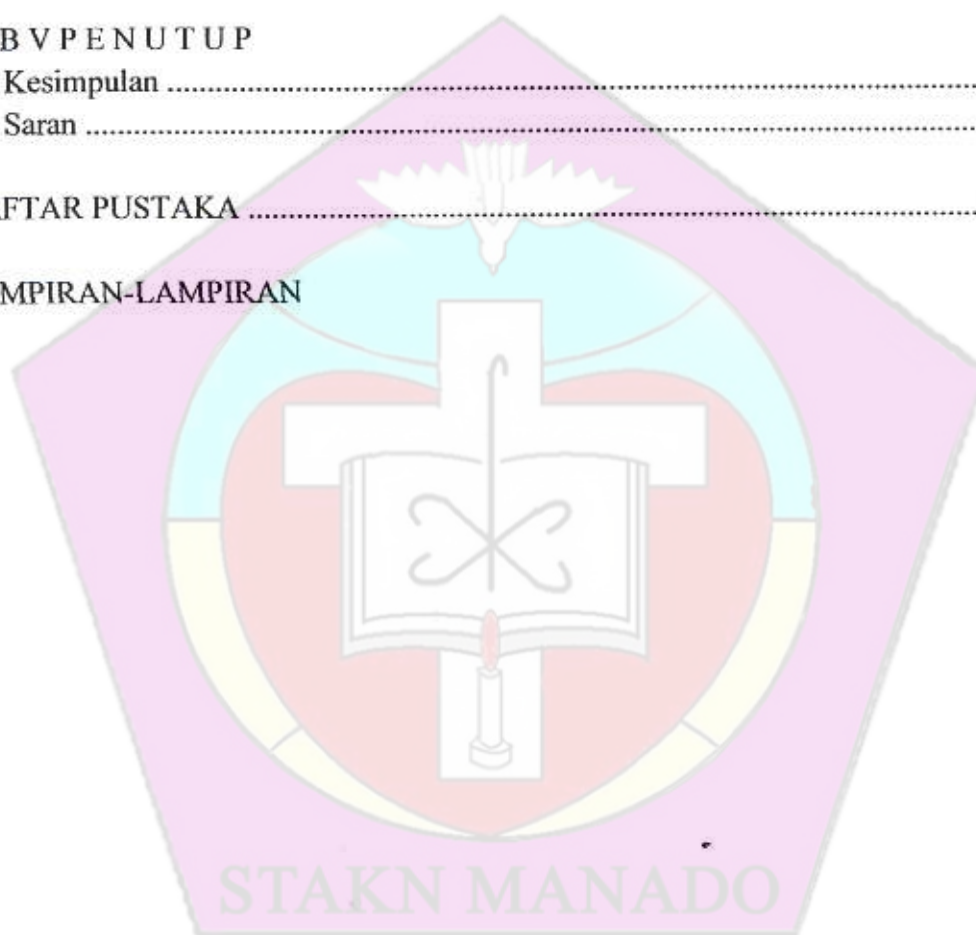 B V P E N U T U P
Kesimpulan ........................................................................................................
Saran ........................................................................................................
FTAR PUSTAKA ........................................................................................................
MPIRAN-LAMPIRAN
STAKN MANADO